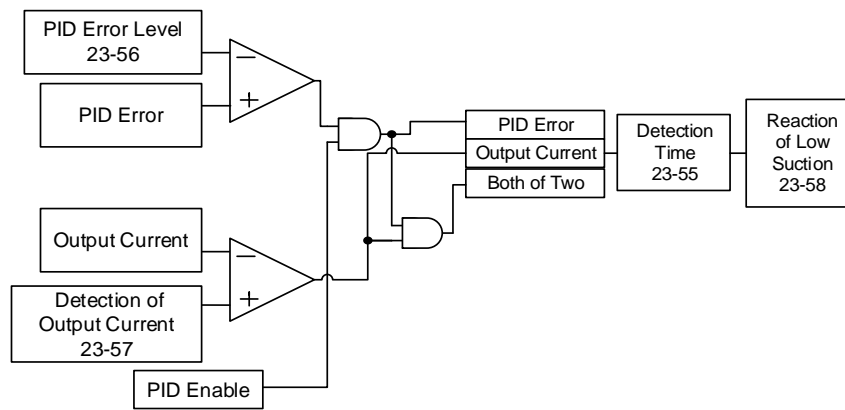 PID Error Level
23-56
PID Error
Output Current
Detection of
Output Current
23-57
PID Enable
−
+
−
+
PID Error
Output Current
Both of Two
Detection
Time
23-55
Reaction
of Low
Suction
23-58